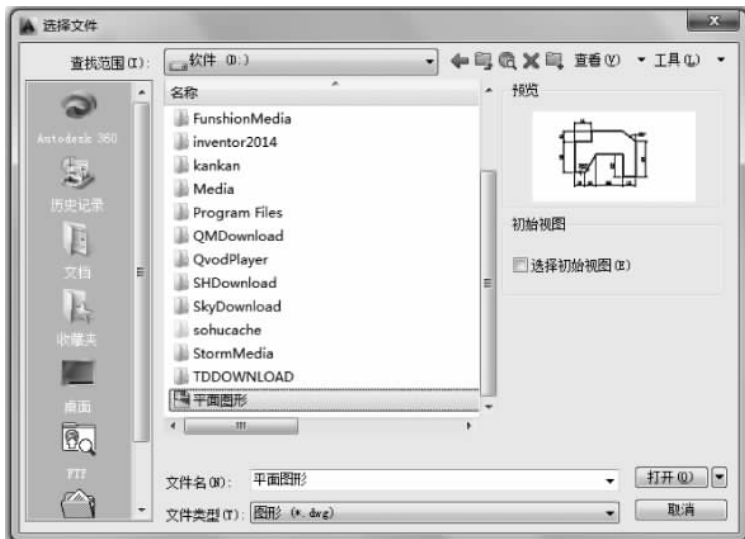 选择文件
查找范围(I):
软件 (D:)
查看(V)
工具(L)
名称
FunshionMedia
inventor2014
kankan
Media
Program Files
QMDownload
QvodPlayer
SHDownload
SkyDownload
sohucache
StormMedia
TDDOWNLOAD
平面图形
Autodesk 360
历史记录
文档
收藏夹
桌面
FTP
预览
初始视图
选择初始视图(E)
文件名(N):
平面图形
打开(O)
文件类型(T):
图形 (*.dwg)
取消